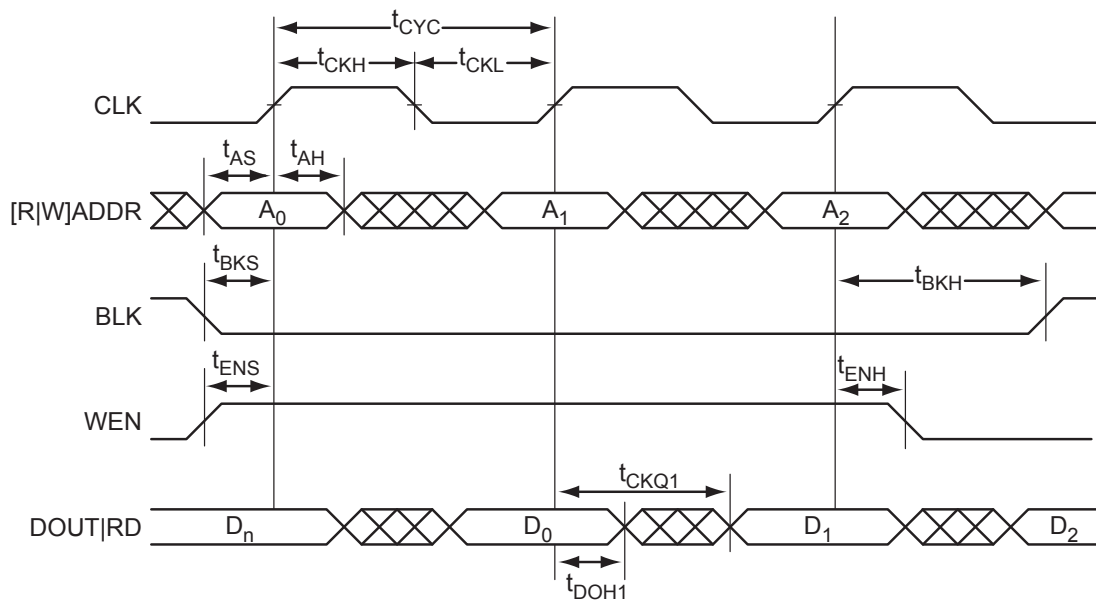 tCYC
tCKH tCKL
CLK
tAS tAH
[R|W]ADDR A0 A1 A2
tBKS tBKH
BLK
tENS tENH
WEN
tCKQ1
DOUT|RD Dn D0 D1 D2
tDOH1